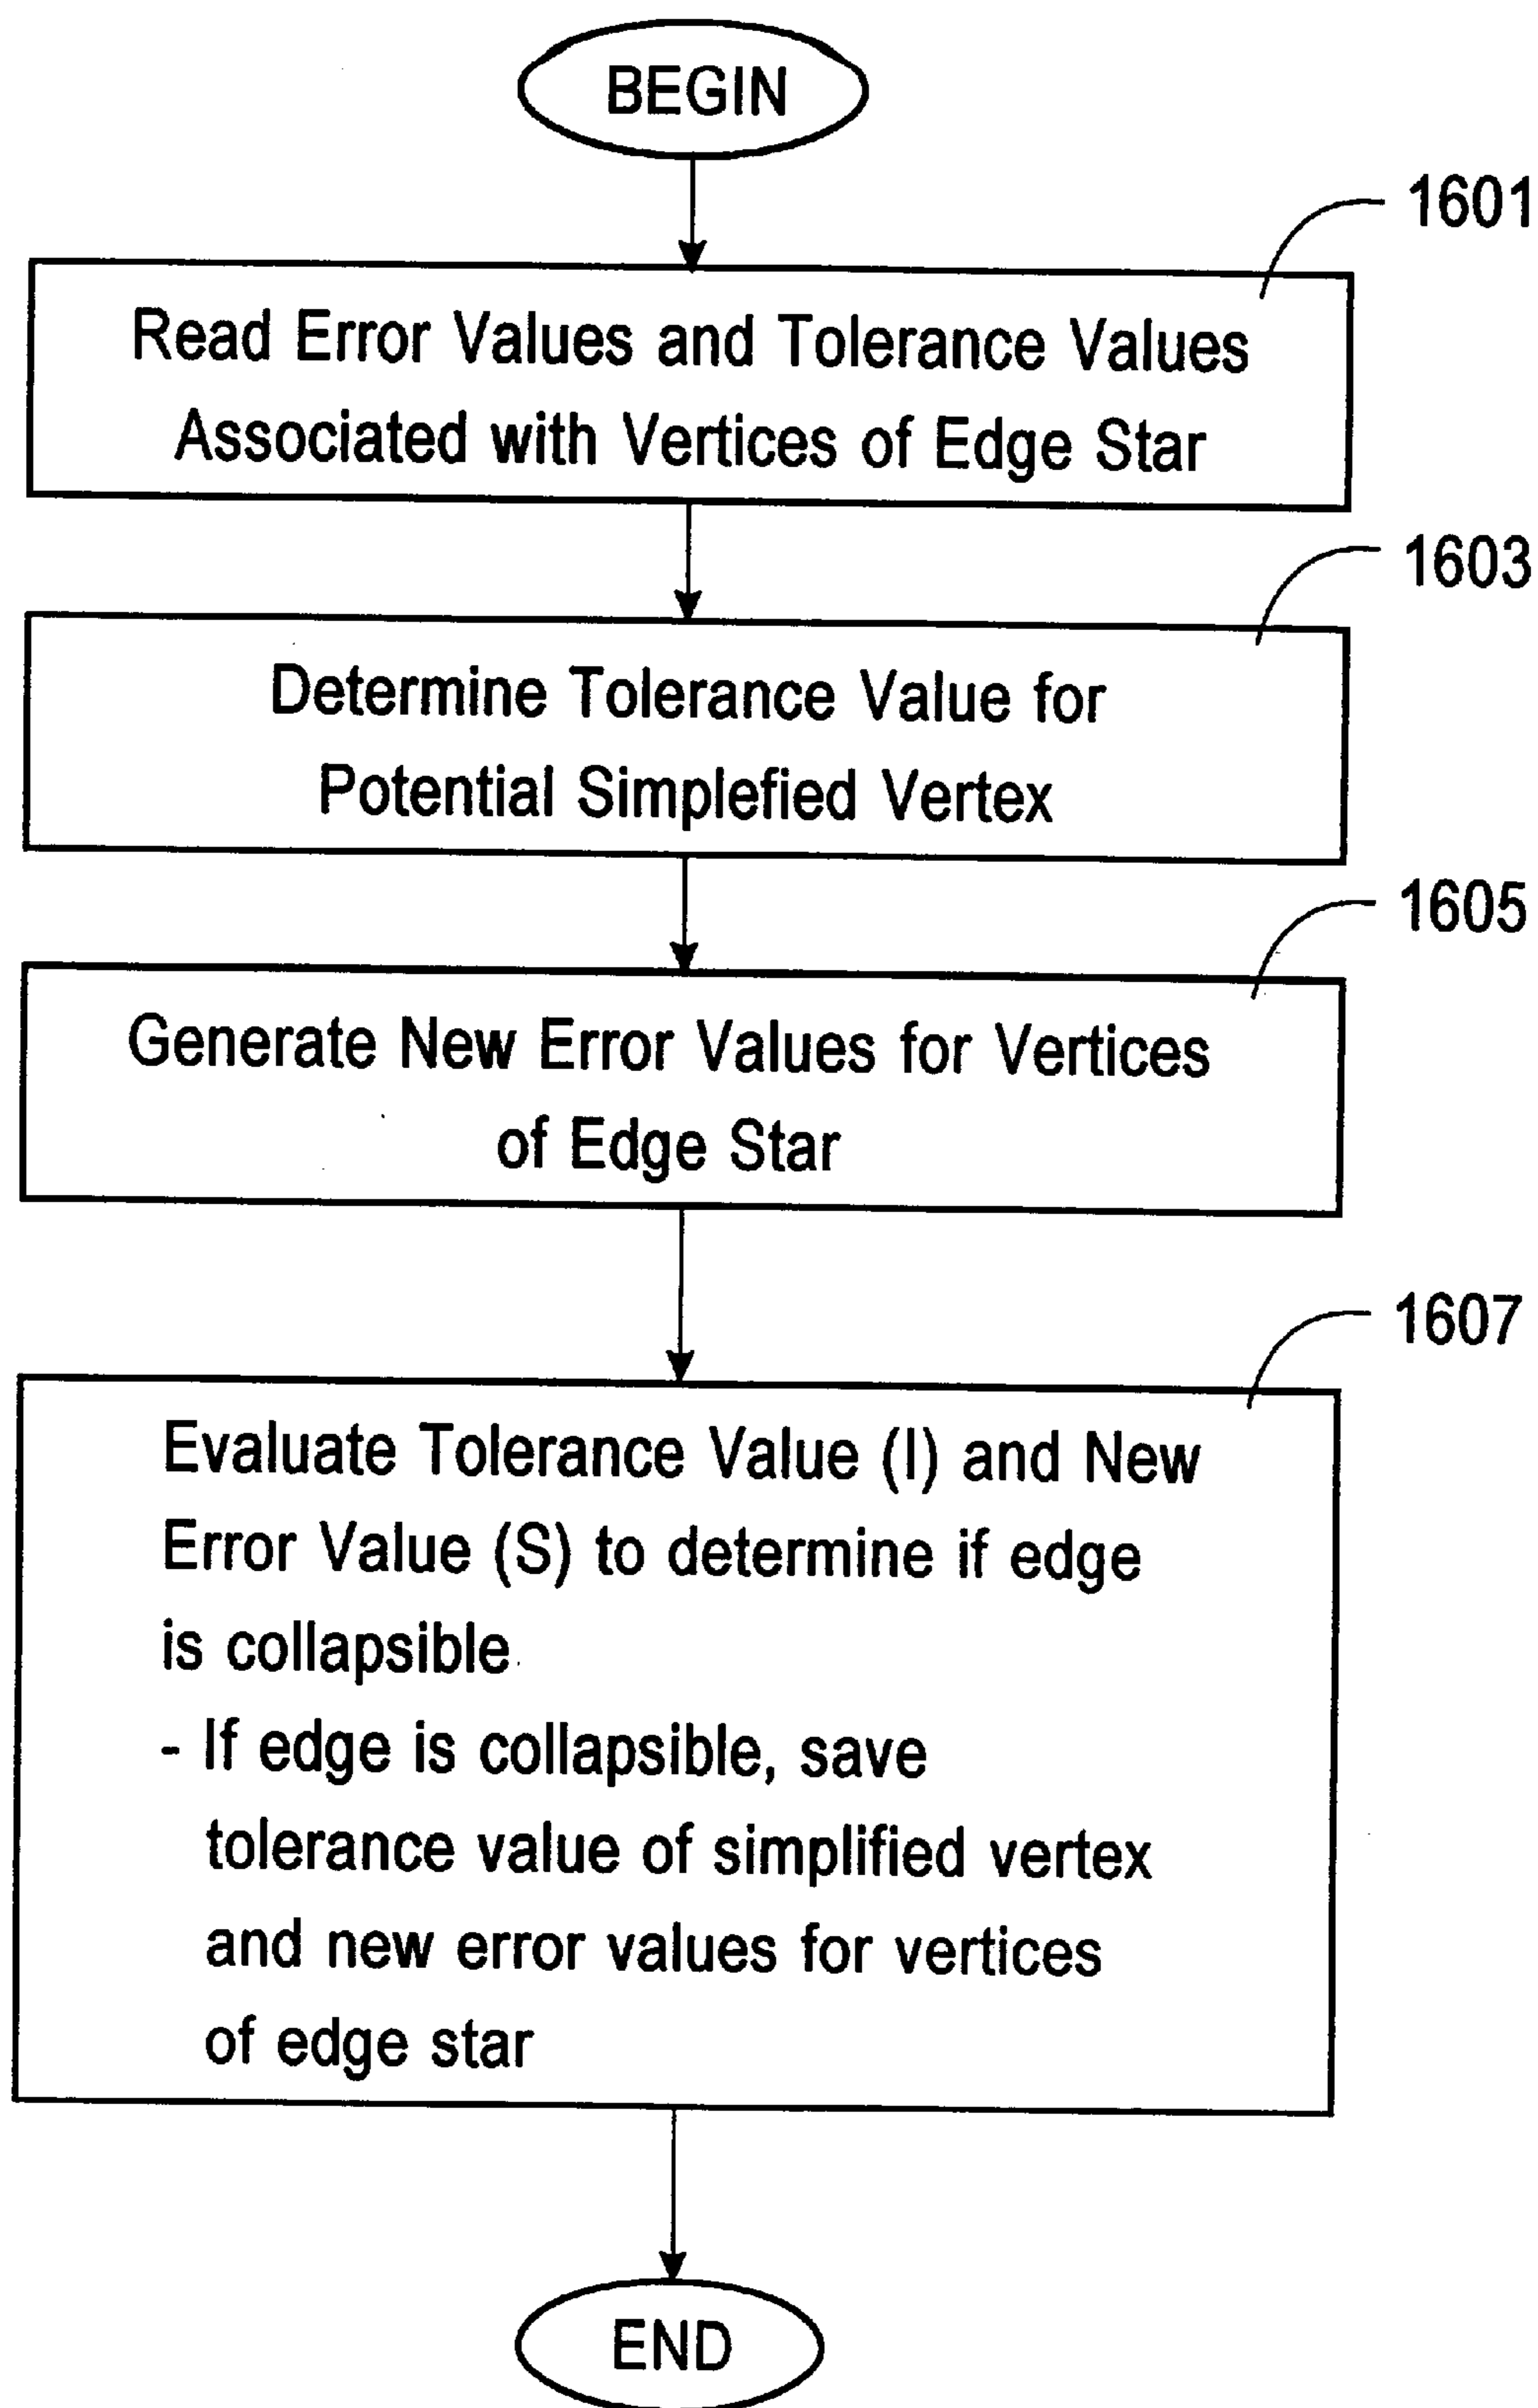 BEGIN
1601
Read Error Values and Tolerance Values
Associated with Vertices of Edge Star
1603
Determine Tolerance Value for
Potential Simplefied Vertex
1605
Generate New Error Values for Vertices
of Edge Star
1607
Evaluate Tolerance Value (I) and New
Error Value (S) to determine if edge
is collapsible
- If edge is collapsible, save
tolerance value of simplified vertex
and new error values for vertices
of edge star
END